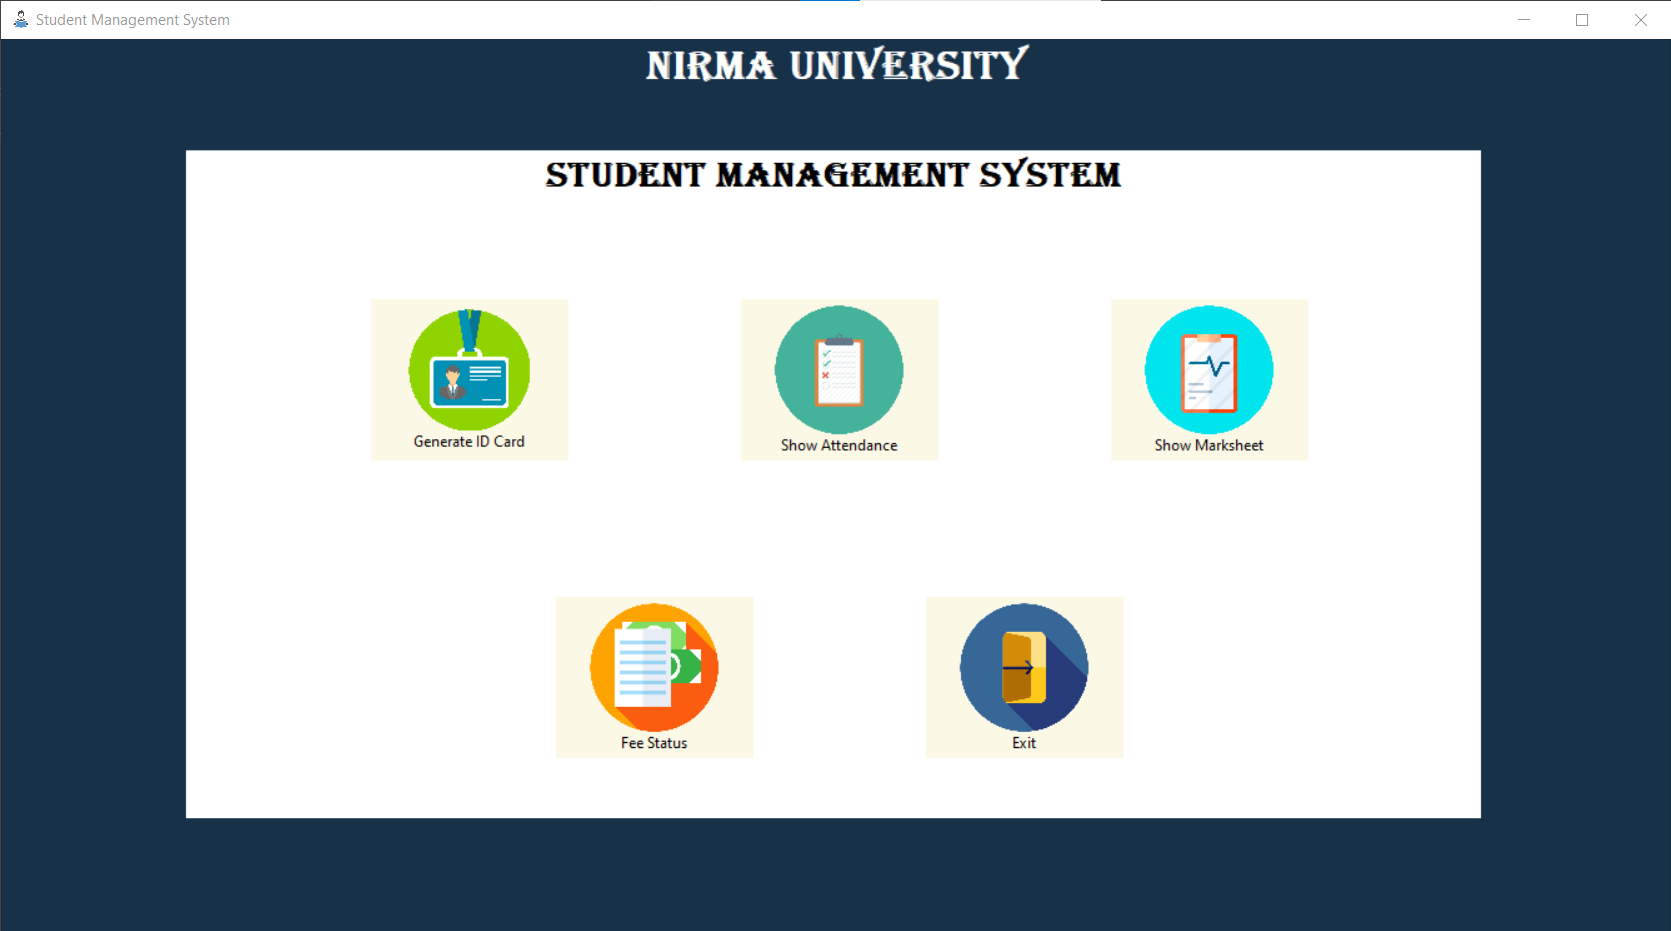 Student Management System
NIRMA UNIVERSITY
STUDENT MANAGEMENT SYSTEM
Generate ID Card
Show Attendance
Show Marksheet
Fee Status
Exit